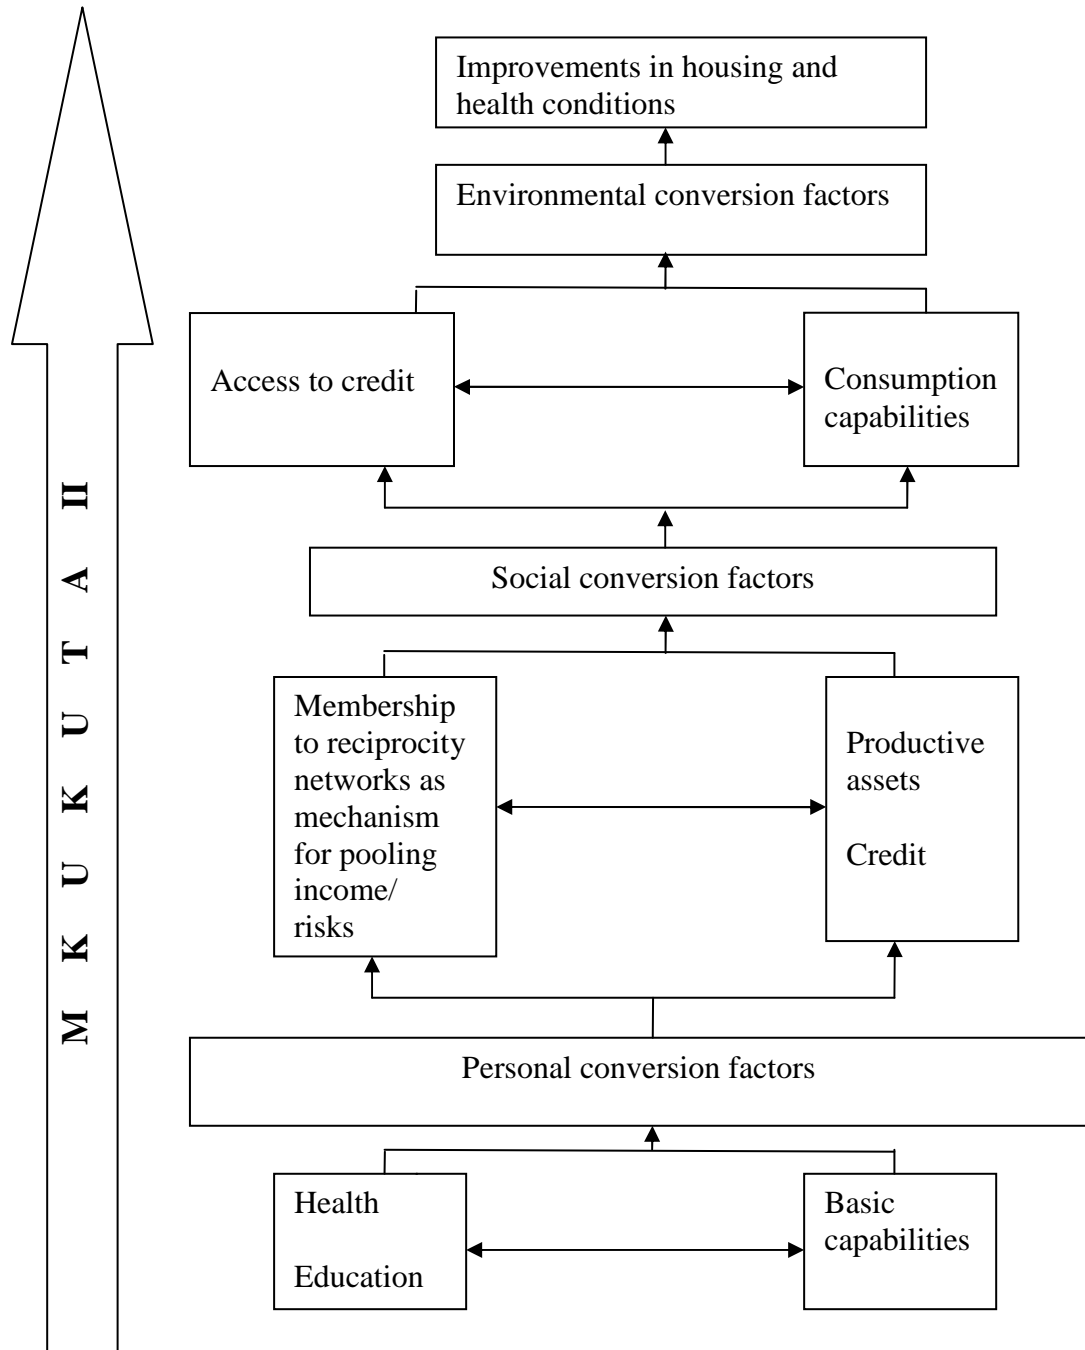 Improvements in housing and
health conditions
Environmental conversion factors
Access to credit
Consumption
capabilities
Social conversion factors
Membership
to reciprocity
networks as
mechanism
for pooling
income/
risks
Productive
assets
Credit
Personal conversion factors
Health
Education
Basic
capabilities
M K U K U T A II